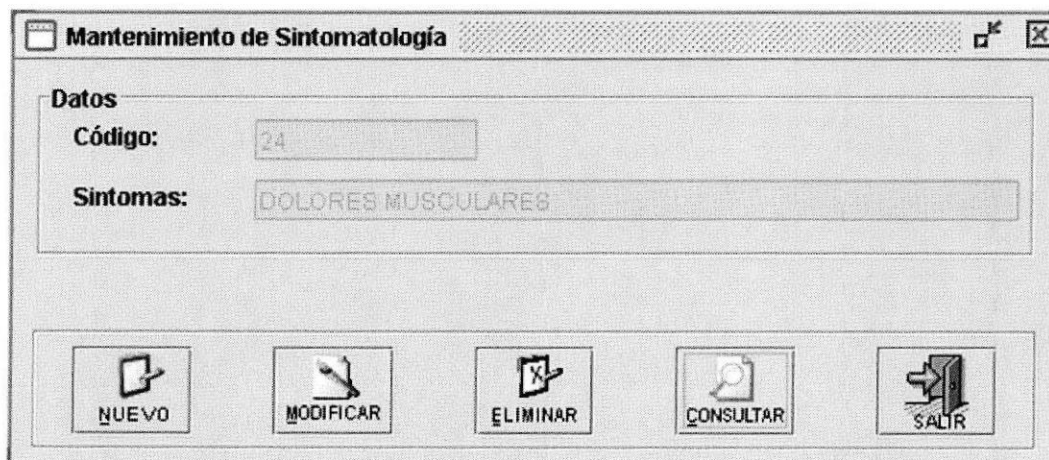 Mantenimiento de Sintomatología
Datos
Código: 24
Sintomas: DOLORES MUSCULARES
NUEVO MODIFICAR ELIMINAR CONSULTAR SALIR